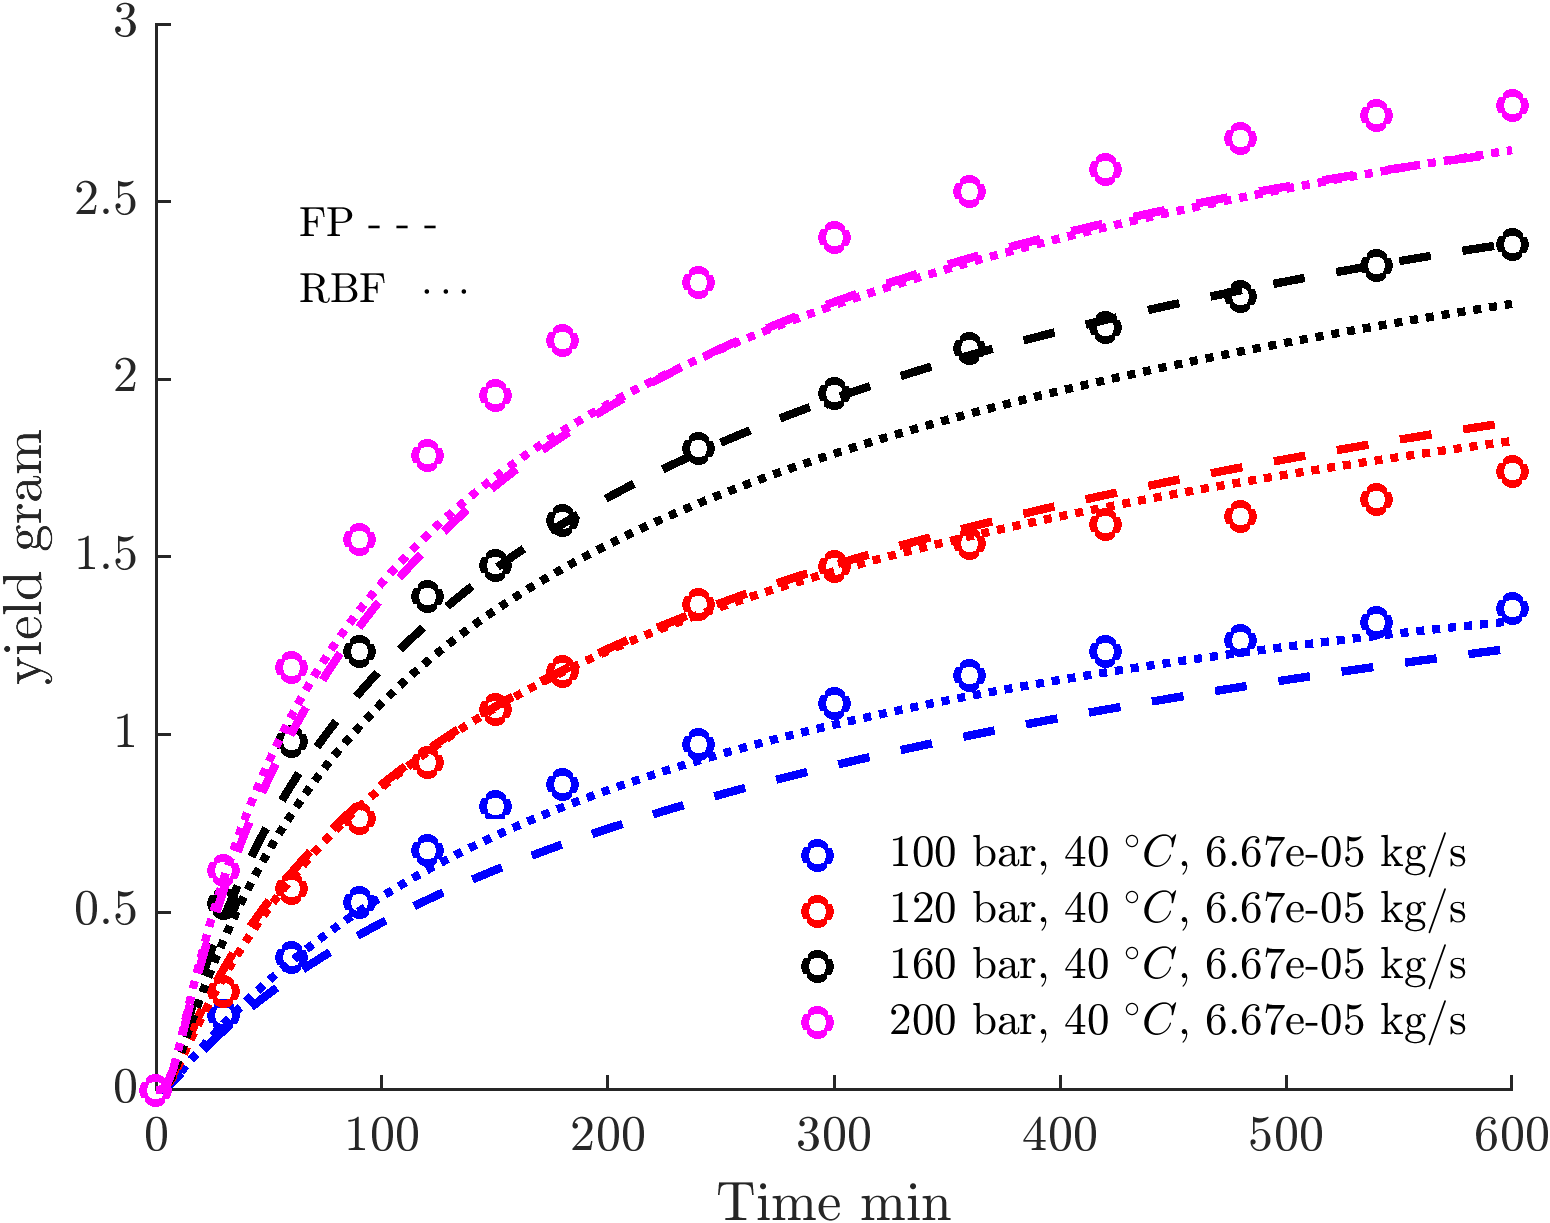 3
2.5
2
1.5
1
0.5
0
yield gram
FP - - -
RBF ···
100 bar, 40 °C, 6.67e-05 kg/s
120 bar, 40 °C, 6.67e-05 kg/s
160 bar, 40 °C, 6.67e-05 kg/s
200 bar, 40 °C, 6.67e-05 kg/s
0 100 200 300 400 500 600
Time min